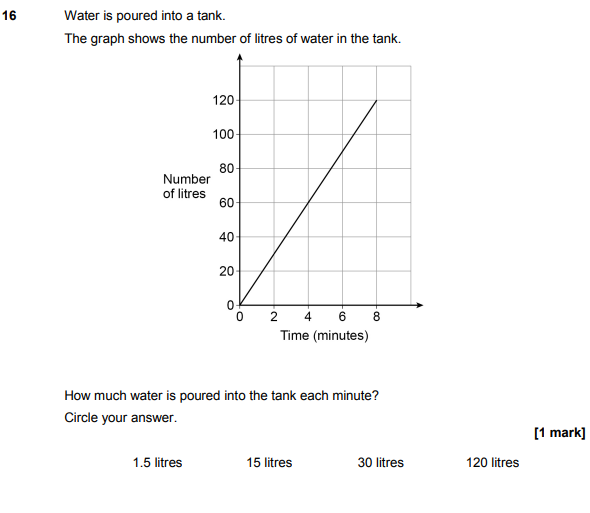 16 Water is poured into a tank.
The graph shows the number of litres of water in the tank.
120
100
80
Number
of litres
60
40
20
0
0 2 4 6 8
Time (minutes)
How much water is poured into the tank each minute?
Circle your answer.
[1 mark]
1.5 litres 15 litres 30 litres 120 litres